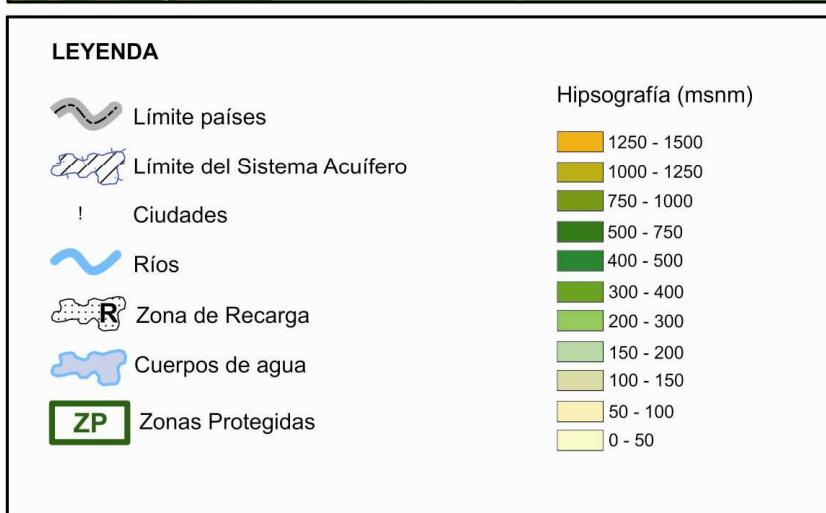 LEYENDA
Límite países
Límite del Sistema Acuífero
! Ciudades
Ríos
R Zona de Recarga
Cuerpos de agua
ZP Zonas Protegidas
Hipsografía (msnm)
1250 - 1500
1000 - 1250
750 - 1000
500 - 750
400 - 500
300 - 400
200 - 300
150 - 200
100 - 150
50 - 100
0 - 50